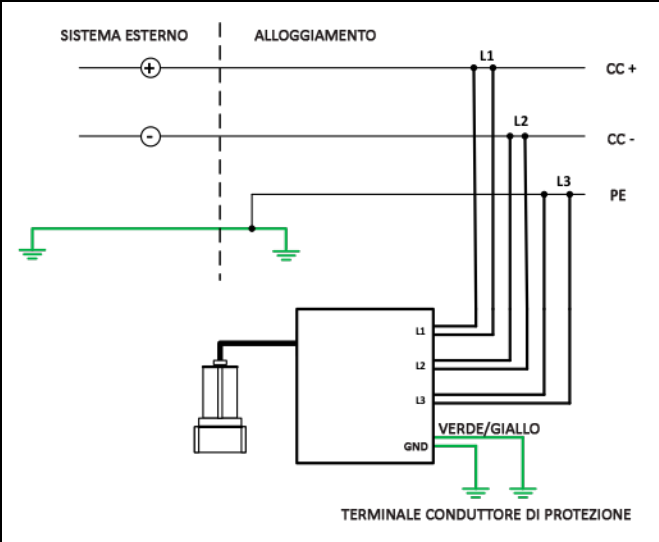 SISTEMA ESTERNO
ALLOGGIAMENTO
L1
+
CC +
L2
-
CC -
L3
PE
L1
L2
L3
VERDE/GIALLO
GND
TERMINALE CONDUTTORE DI PROTEZIONE